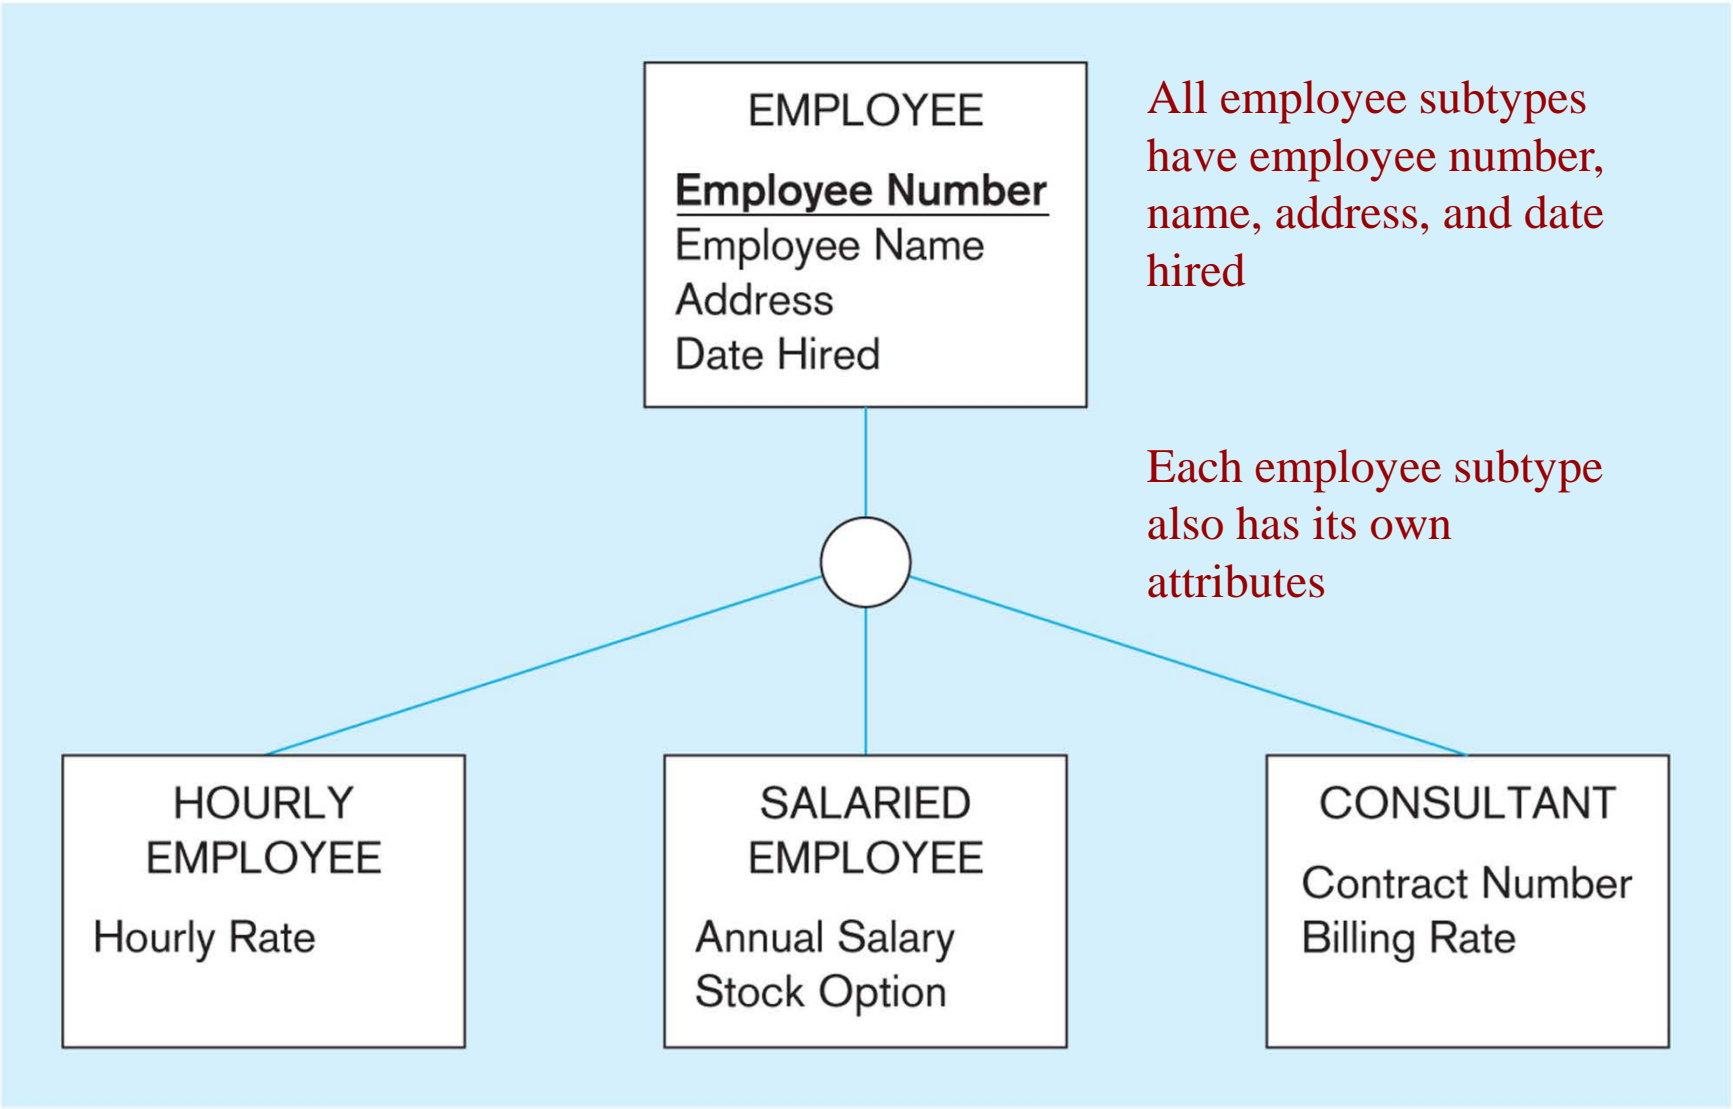 EMPLOYEE
Employee Number
Employee Name
Address
Date Hired
All employee subtypes
have employee number,
name, address, and date
hired
Each employee subtype
also has its own
attributes
HOURLY
EMPLOYEE
Hourly Rate
SALARIED
EMPLOYEE
Annual Salary
Stock Option
CONSULTANT
Contract Number
Billing Rate